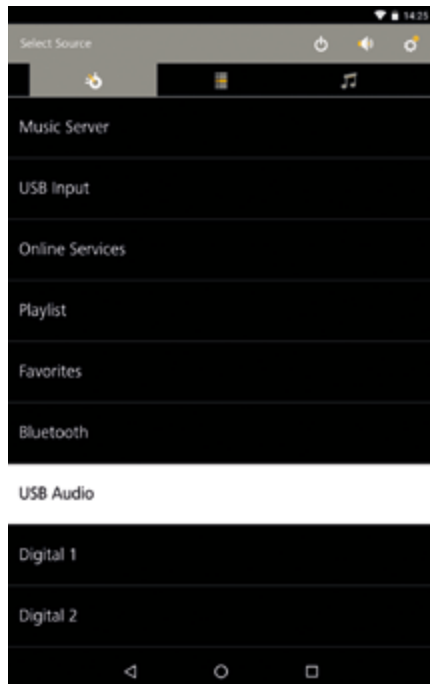 14:25
Select Source
Music Server
USB Input
Online Services
Playlist
Favorites
Bluetooth
USB Audio
Digital 1
Digital 2